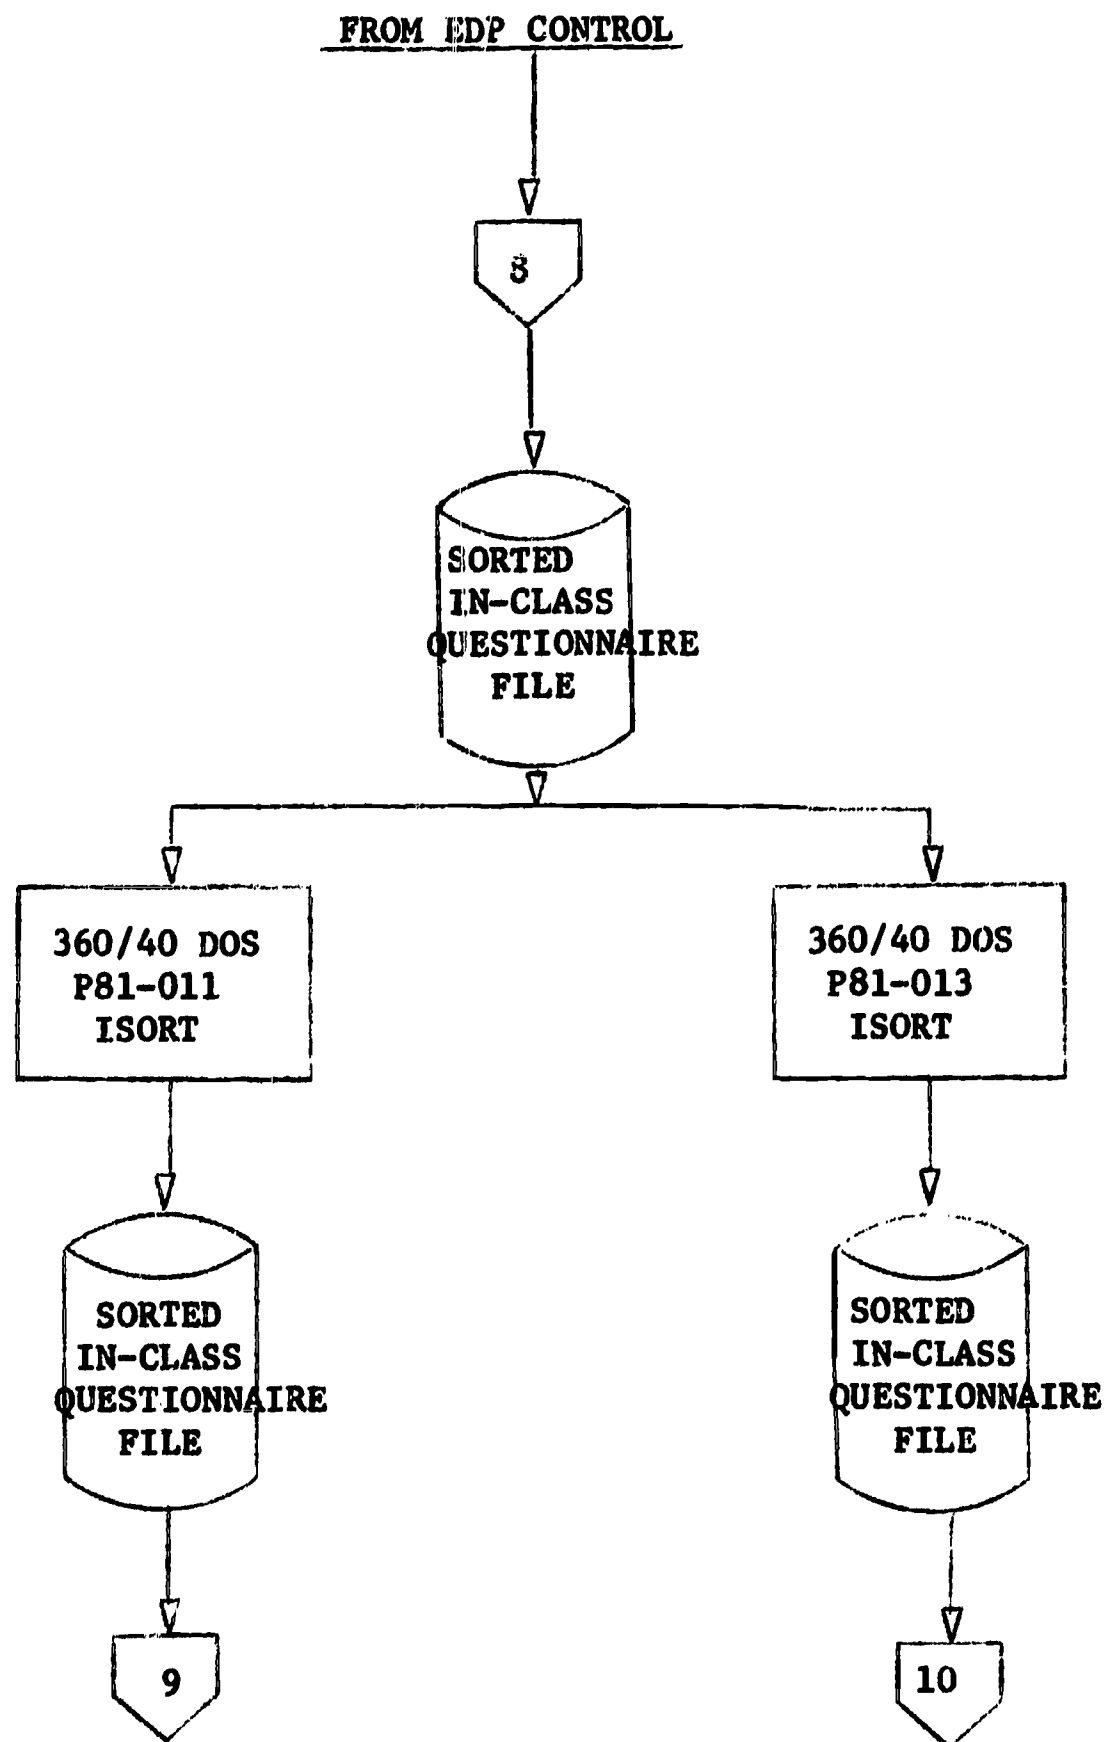 FROM EDP CONTROL
8
SORTED
IN-CLASS
QUESTIONNAIRE
FILE
360/40 DOS
P81-011
ISORT
360/40 DOS
P81-013
ISORT
SORTED
IN-CLASS
QUESTIONNAIRE
FILE
SORTED
IN-CLASS
QUESTIONNAIRE
FILE
9
10